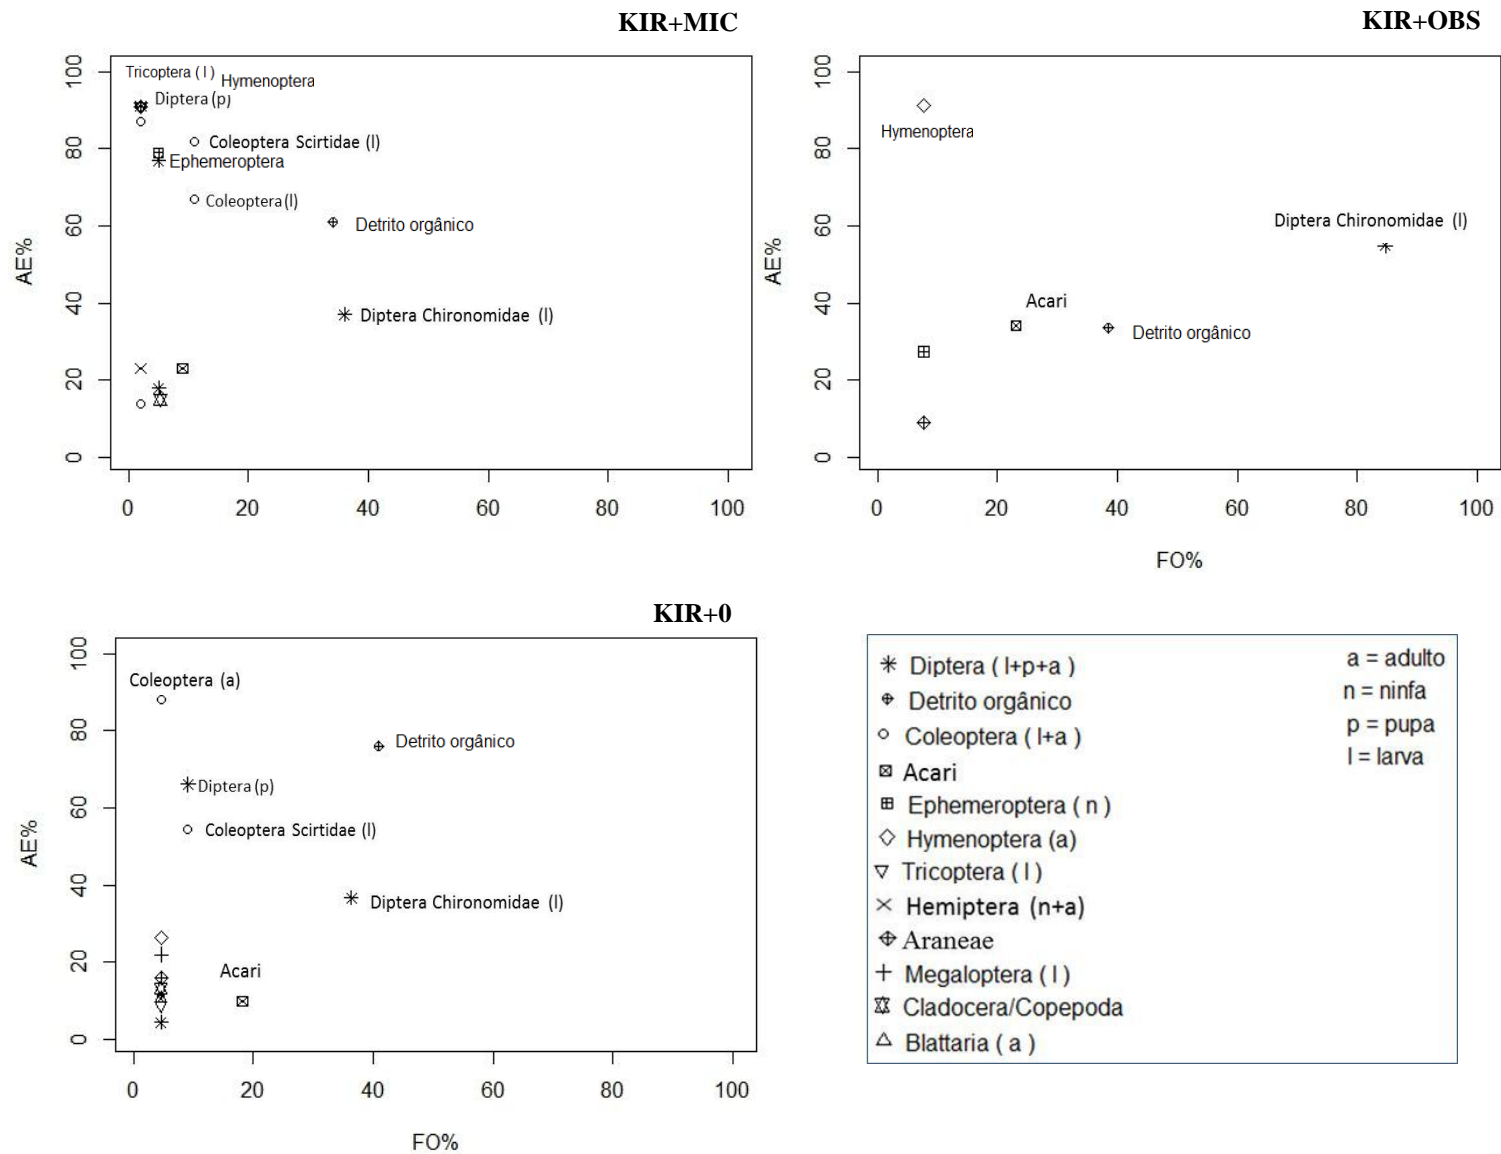 KIR+MIC
100
80
60
40
20
0
AE%
Tricoptera ( l )
Hymenoptera
Diptera (p)
Coleoptera Scirtidae (l)
Ephemeroptera
Coleoptera (l)
Detrito orgânico
Diptera Chironomidae (l)
0 20 40 60 80 100
KIR+OBS
100
80
60
40
20
0
AE%
Hymenoptera
Diptera Chironomidae (l)
Acari
Detrito orgânico
0 20 40 60 80 100
FO%
KIR+0
100
80
60
40
20
0
AE%
Coleoptera (a)
Detrito orgânico
Diptera (p)
Coleoptera Scirtidae (l)
Diptera Chironomidae (l)
Acari
0 20 40 60 80 100
FO%
Diptera ( l+p+a )
Detrito orgânico
Coleoptera ( l+a )
Acari
Ephemeroptera ( n )
Hymenoptera (a)
Tricoptera ( l )
Hemiptera (n+a)
Araneae
Megaloptera ( l )
Cladocera/Copepoda
Blattaria ( a )
a = adulto
n = ninfa
p = pupa
l = larva